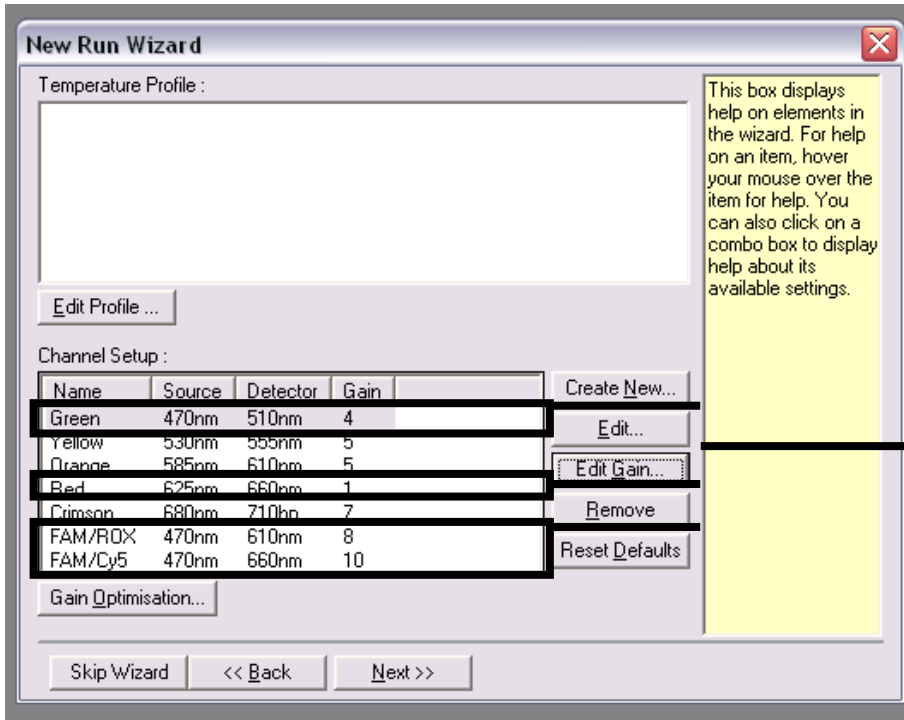 New Run Wizard
Temperature Profile :
This box displays
help on elements in
the wizard. For help
on an item, hover
your mouse over the
item for help. You
can also click on a
combo box to display
help about its
available settings.
Edit Profile ...
Channel Setup :
Name Source Detector Gain
Green 470nm 510nm 4
Yellow 530nm 555nm 5
Orange 585nm 610nm 5
Red 625nm 660nm 1
Crimson 680nm 710hp 7
FAM/ROX 470nm 610nm 8
FAM/Cy5 470nm 660nm 10
Create New...
Edit...
Edit Gain...
Remove
Reset Defaults
Gain Optimisation...
Skip Wizard
<< Back
Next >>